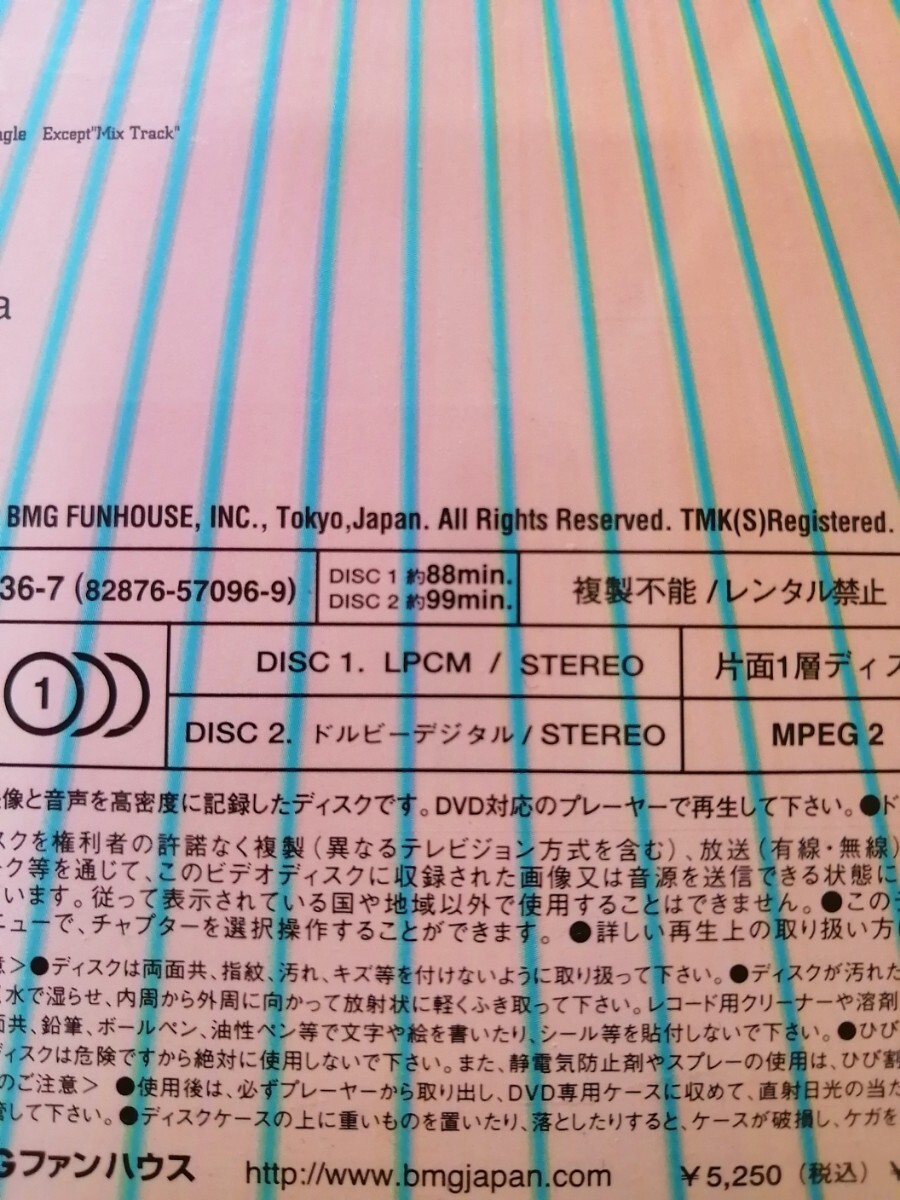 Except"Mix Track"
a
BMG FUNHOUSE, INC., Tokyo,Japan. All Rights Reserved. TMK(S)Registered.
36-7 (82876-57096-9)
DISC 1 約88min.
DISC 2 約99min.
複製不能 / レンタル禁止
1
DISC 1. LPCM / STEREO
片面1層ディス
DISC 2. ドルビーデジタル / STEREO
MPEG 2
像と音声を高密度に記録したディスクです。DVD対応のプレーヤーで再生して下さい。●ド
スクを権利者の許諾なく複製(異なるテレビジョン方式を含む)、放送(有線・無線)
ーク等を通じて、このビデオディスクに収録された画像又は音源を送信できる状態に
います。従って表示されている国や地域以外で使用することはできません。●このデ
ニューで、チャプターを選択操作することができます。 ●詳しい再生上の取り扱い方に
意>●ディスクは両面共、指紋、汚れ、キズ等を付けないように取り扱って下さい。●ディスクが汚れた
水で湿らせ、内周から外周に向かって放射状に軽くふき取って下さい。レコード用クリーナーや溶剤
面共、鉛筆、ボールペン、油性ペン等で文字や絵を書いたり、シール等を貼付しないで下さい。●ひび
ディスクは危険ですから絶対に使用しないで下さい。また、静電気防止剤やスプレーの使用は、ひび割
のご注意> ●使用後は、必ずプレーヤーから取り出し、DVD専用ケースに収めて、直射日光の当た
管して下さい。●ディスクケースの上に重いものを置いたり、落としたりすると、ケースが破損し、ケガを
Gファンハウス http://www.bmgjapan.com ¥5,250 (税込) ¥